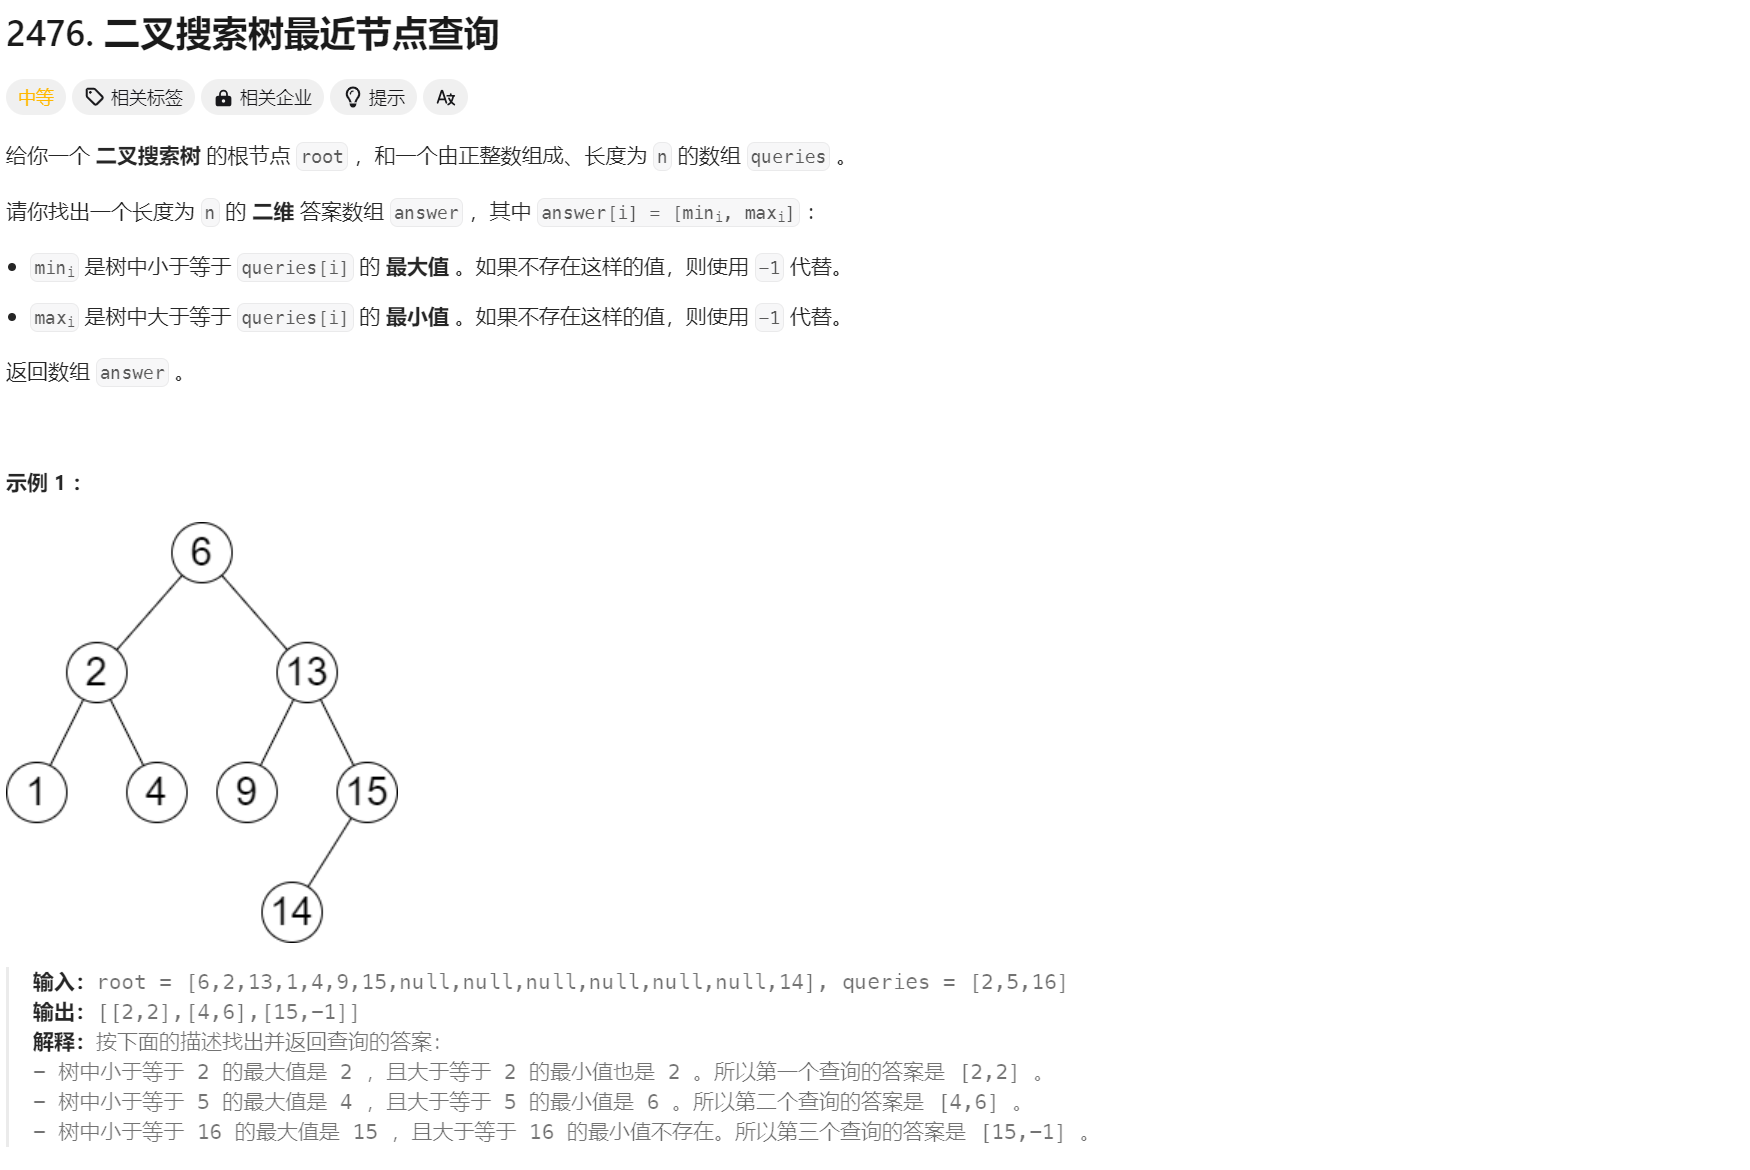 2476. 二叉搜索树最近节点查询
中等 相关标签 相关企业 提示 Aあ
给你一个 二叉搜索树 的根节点 root ，和一个由正整数组成、长度为 n 的数组 queries 。
请你找出一个长度为 n 的 二维 答案数组 answer ，其中 answer[i] = [mini, maxi] ：
• mini 是树中小于等于 queries[i] 的 最大值 。如果不存在这样的值，则使用 -1 代替。
• maxi 是树中大于等于 queries[i] 的 最小值 。如果不存在这样的值，则使用 -1 代替。
返回数组 answer 。
示例 1 ：
6
2 13
1 4 9 15
14
输入：root = [6,2,13,1,4,9,15,null,null,null,null,null,null,14], queries = [2,5,16]
输出：[[2,2],[4,6],[15,-1]]
解释：按下面的描述找出并返回查询的答案：
- 树中小于等于 2 的最大值是 2 ，且大于等于 2 的最小值也是 2 。所以第一个查询的答案是 [2,2] 。
- 树中小于等于 5 的最大值是 4 ，且大于等于 5 的最小值是 6 。所以第二个查询的答案是 [4,6] 。
- 树中小于等于 16 的最大值是 15 ，且大于等于 16 的最小值不存在。所以第三个查询的答案是 [15,-1] 。